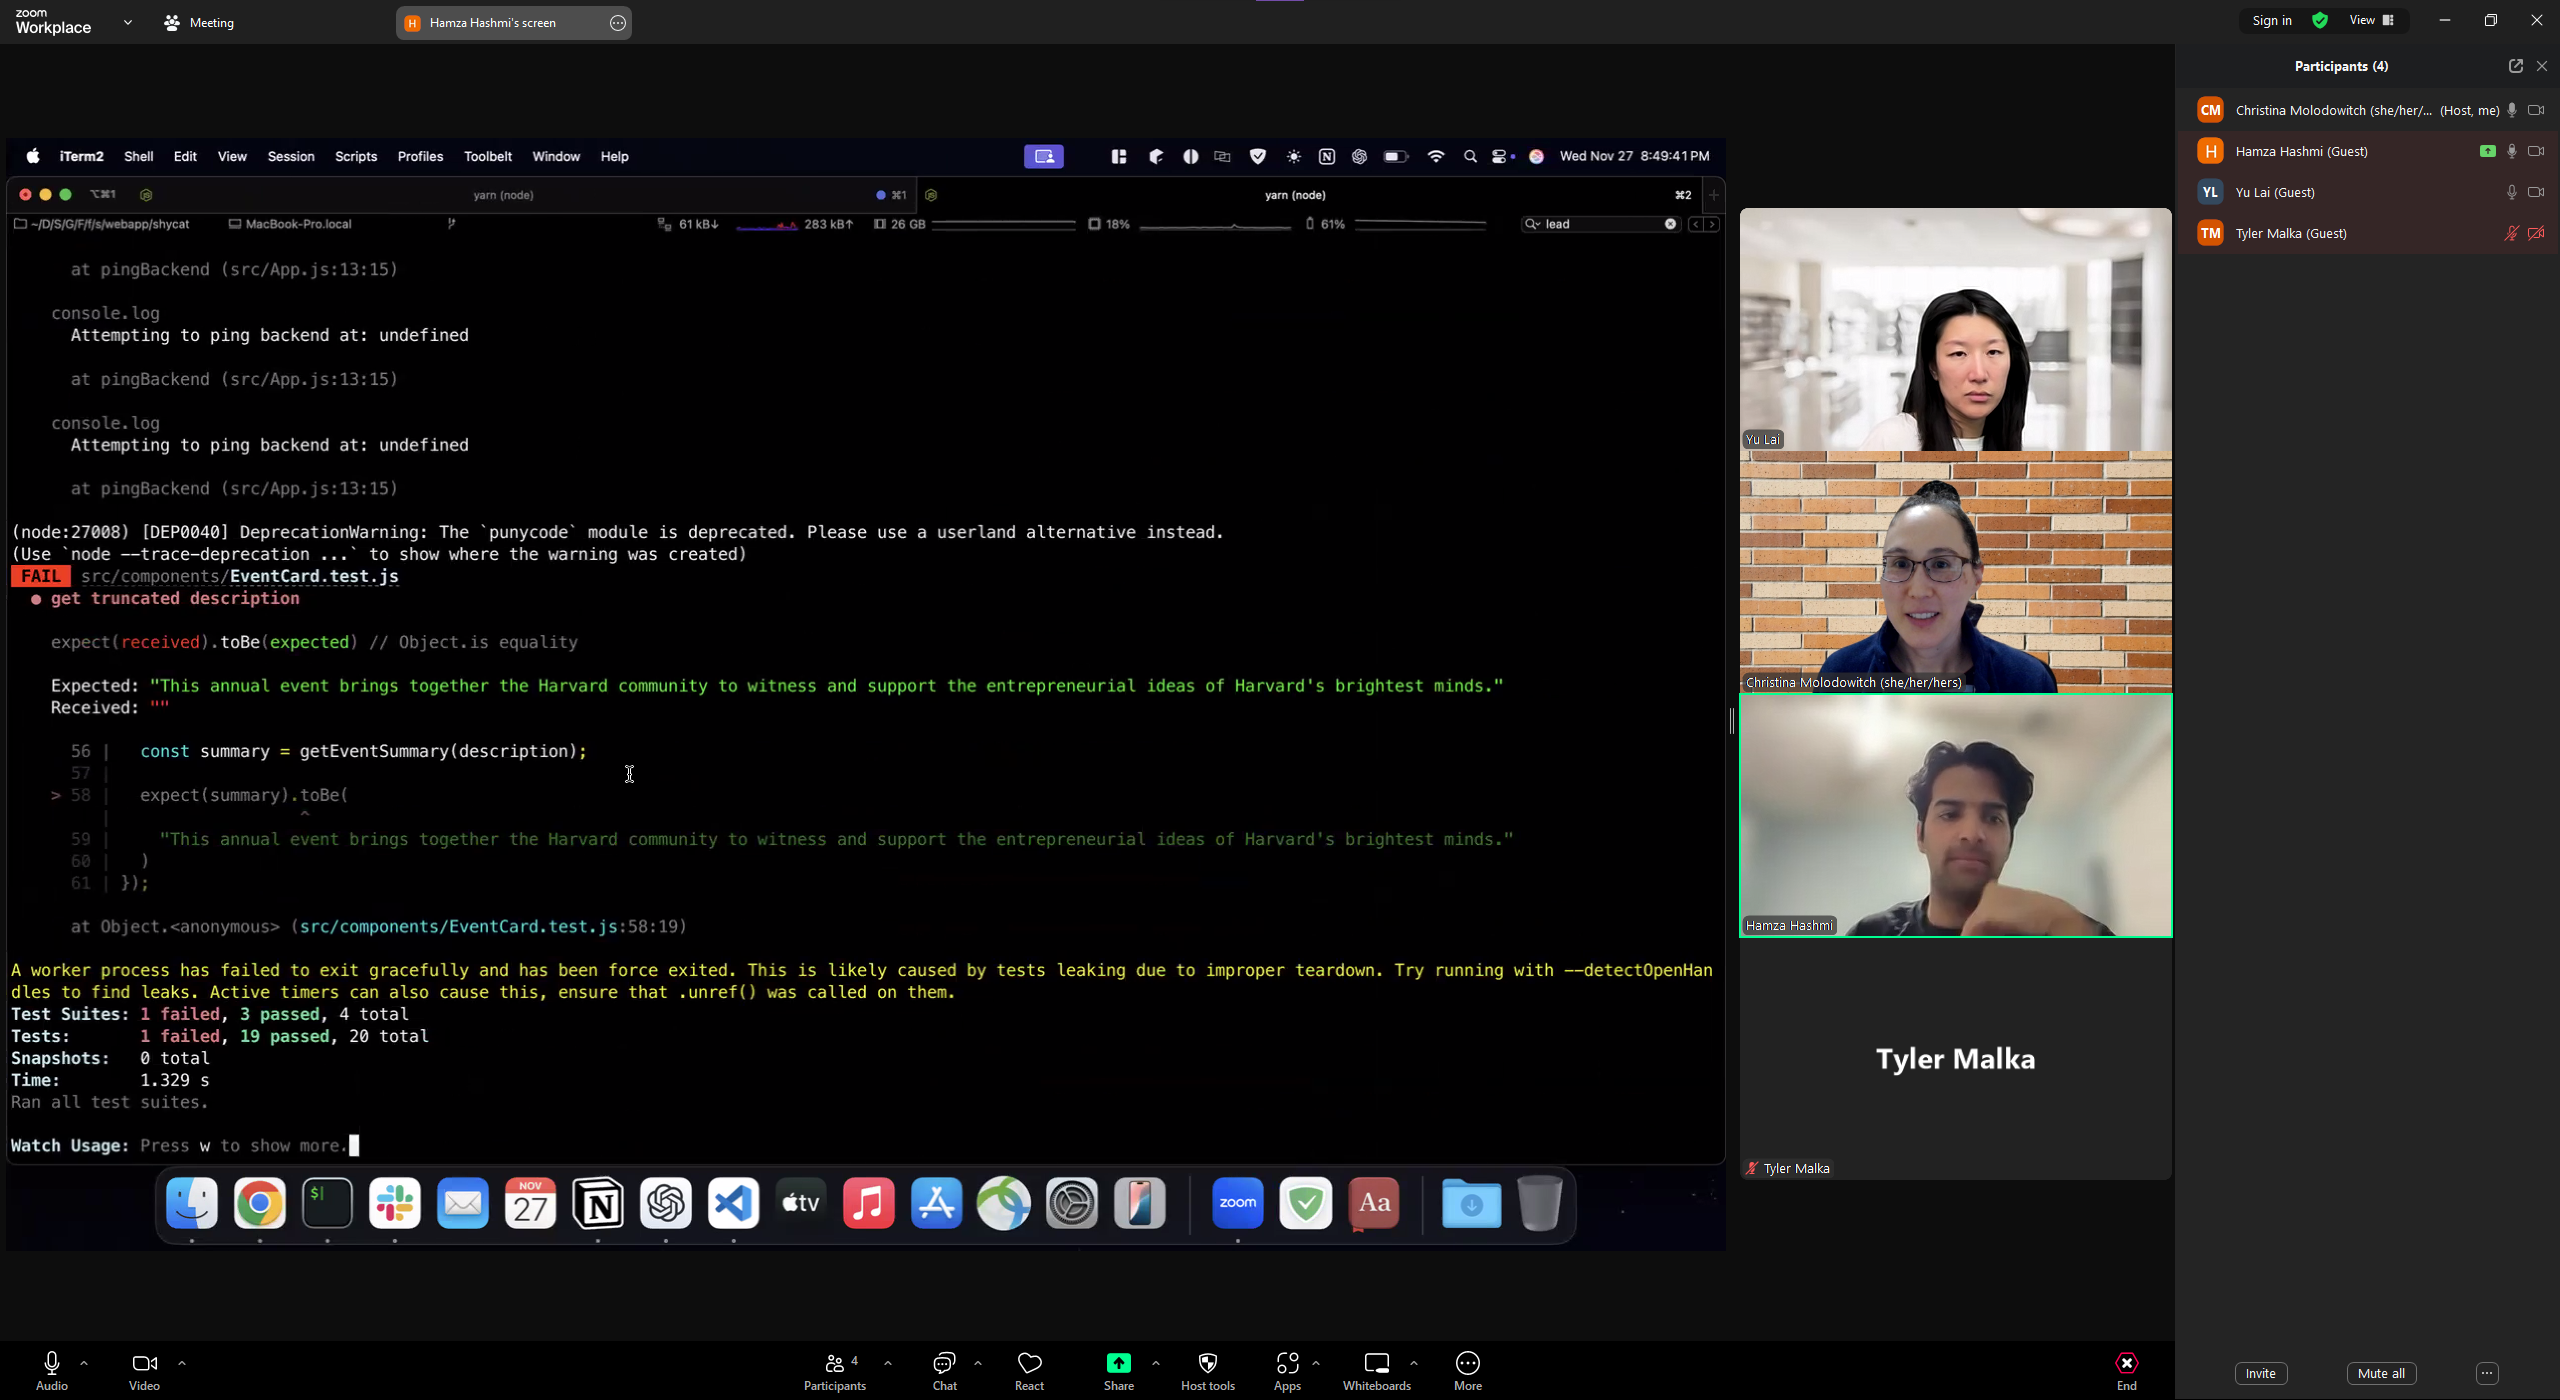 zoom
Workplace
Meeting
H Hamza Hashmi's screen
Sign in
View
iTerm2 Shell Edit View Session Scripts Profiles Toolbelt Window Help
Wed Nov 27 8:49:41 PM
⌥⌘1
yarn (node)
⌘1
yarn (node)
⌘2
~/D/S/G/F/f/s/webapp/shycat
MacBook-Pro.local
61 kB↓
283 kB↑
26 GB
18%
61%
lead
at pingBackend (src/App.js:13:15)
console.log
Attempting to ping backend at: undefined
at pingBackend (src/App.js:13:15)
console.log
Attempting to ping backend at: undefined
at pingBackend (src/App.js:13:15)
(node:27008) [DEP0040] DeprecationWarning: The `punycode` module is deprecated. Please use a userland alternative instead.
(Use `node --trace-deprecation ...` to show where the warning was created)
FAIL src/components/EventCard.test.js
● get truncated description
expect(received).toBe(expected) // Object.is equality
Expected: "This annual event brings together the Harvard community to witness and support the entrepreneurial ideas of Harvard's brightest minds."
Received: ""
56 | const summary = getEventSummary(description);
57 |
> 58 | expect(summary).toBe(
| ^
59 | "This annual event brings together the Harvard community to witness and support the entrepreneurial ideas of Harvard's brightest minds."
60 | )
61 | });
at Object.<anonymous> (src/components/EventCard.test.js:58:19)
A worker process has failed to exit gracefully and has been force exited. This is likely caused by tests leaking due to improper teardown. Try running with --detectOpenHan
dles to find leaks. Active timers can also cause this, ensure that .unref() was called on them.
Test Suites: 1 failed, 3 passed, 4 total
Tests: 1 failed, 19 passed, 20 total
Snapshots: 0 total
Time: 1.329 s
Ran all test suites.
Watch Usage: Press w to show more.
$
NOV
27
N
tv
zoom
Aa
Yu Lai
Christina Molodowitch (she/her/hers)
Hamza Hashmi
Tyler Malka
Tyler Malka
Participants (4)
CM Christina Molodowitch (she/her/... (Host, me)
H Hamza Hashmi (Guest)
YL Yu Lai (Guest)
TM Tyler Malka (Guest)
Audio
Video
Participants 4
Chat
React
Share
Host tools
Apps
Whiteboards
More
End
Invite
Mute all
...